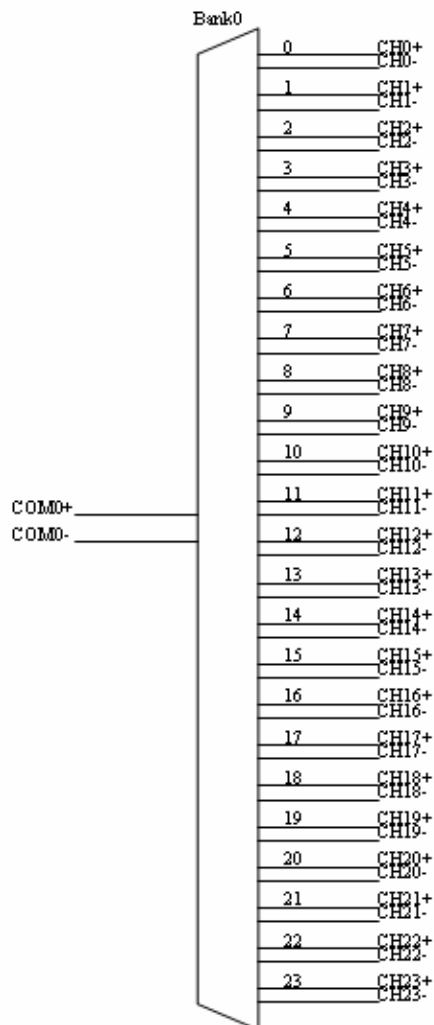 Bank0
0 CH0+
CH0-
1 CH1+
CH1-
2 CH2+
CH2-
3 CH3+
CH3-
4 CH4+
CH4-
5 CH5+
CH5-
6 CH6+
CH6-
7 CH7+
CH7-
8 CH8+
CH8-
9 CH9+
CH9-
10 CH10+
CH10-
COM0+ 11 CH11+
CH11-
COM0- 12 CH12+
CH12-
13 CH13+
CH13-
14 CH14+
CH14-
15 CH15+
CH15-
16 CH16+
CH16-
17 CH17+
CH17-
18 CH18+
CH18-
19 CH19+
CH19-
20 CH20+
CH20-
21 CH21+
CH21-
22 CH22+
CH22-
23 CH23+
CH23-